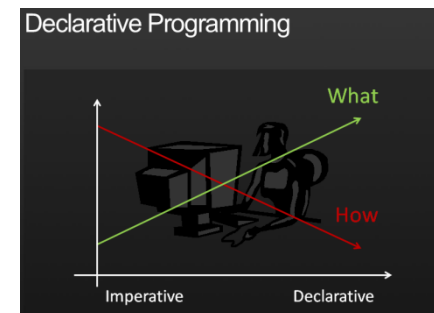 Declarative Programming
What
How
Imperative
Declarative